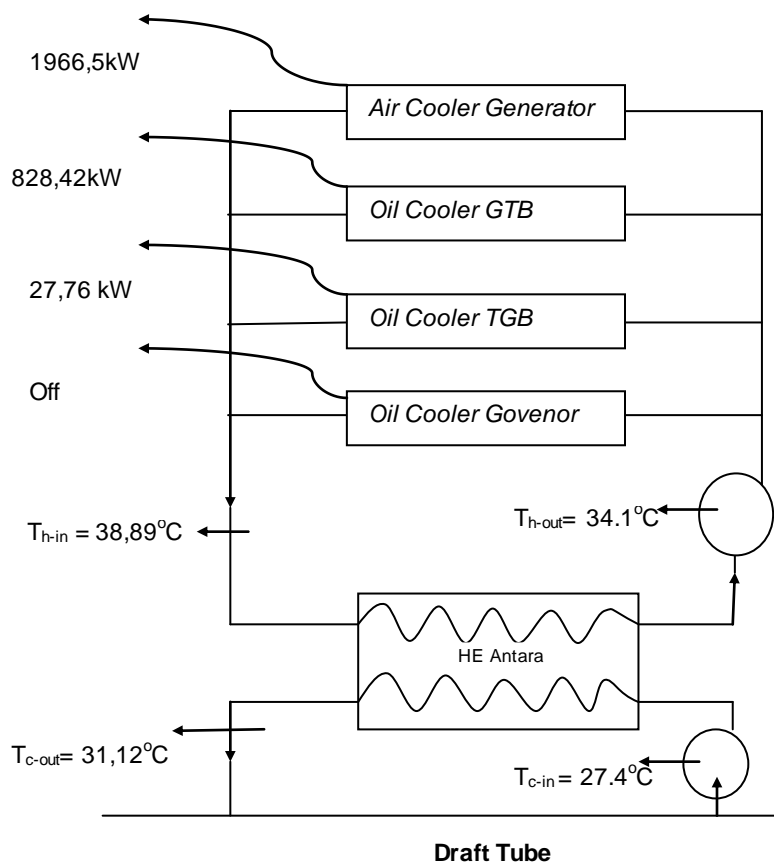 1966,5kW
Air Cooler Generator
828,42kW
Oil Cooler GTB
27,76 kW
Oil Cooler TGB
Off
Oil Cooler Govenor
Th-in = 38,89°C
Th-out= 34.1°C
HE Antara
Tc-out= 31,12°C
Tc-in = 27.4°C
Draft Tube